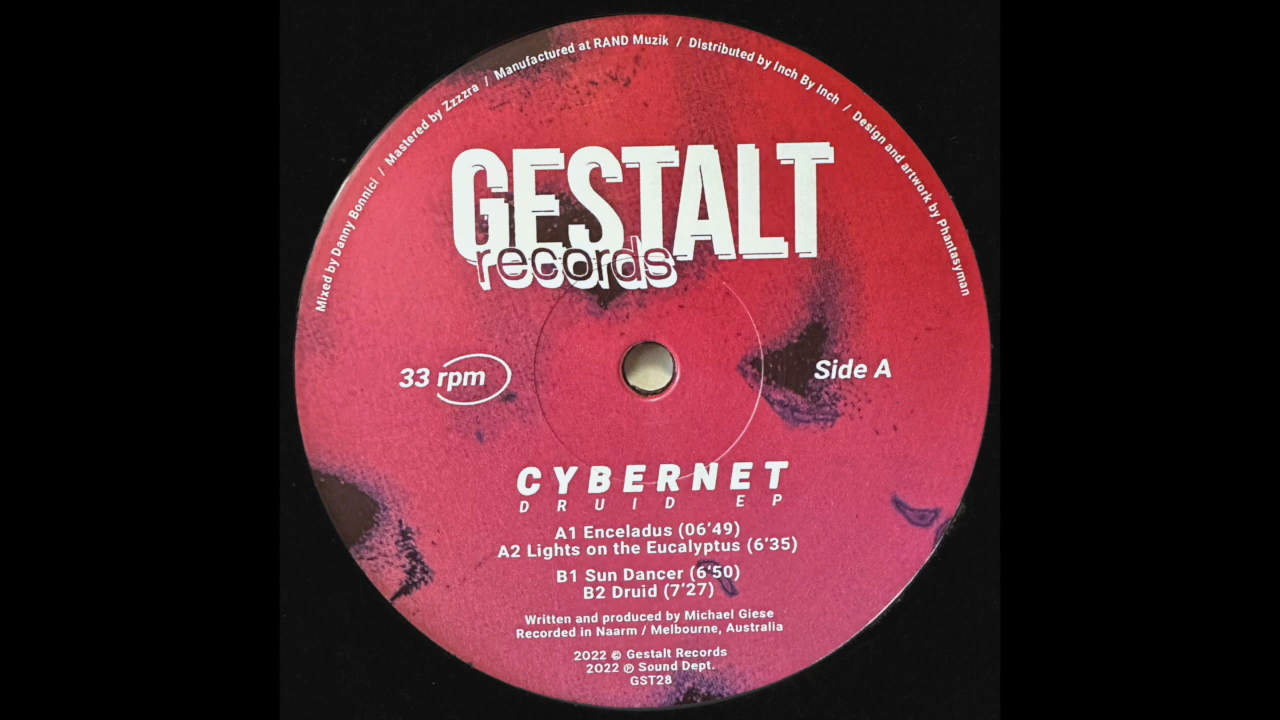 Mixed by Danny Bonnici / Mastered by Zzzzra / Manufactured at RAND Muzik / Distributed by Inch By Inch / Design and artwork by Phantasyman
GESTALT
records
33 rpm
Side A
CYBERNET
DRUID EP
A1 Enceladus (06'49)
A2 Lights on the Eucalyptus (6'35)
B1 Sun Dancer (6'50)
B2 Druid (7'27)
Written and produced by Michael Giese
Recorded in Naarm / Melbourne, Australia
2022 © Gestalt Records
2022 ℗ Sound Dept.
GST28